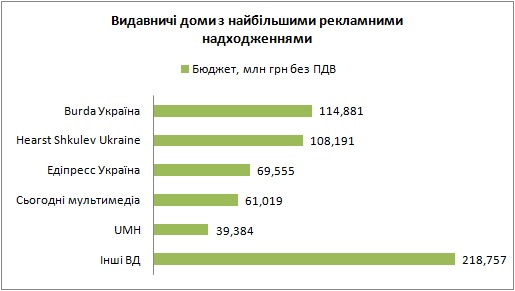 Видавничі доми з найбільшими рекламними
надходженнями
Бюджет, млн грн без ПДВ
Burda Україна 114,881
Hearst Shkulev Ukraine 108,191
Едіпресс Україна 69,555
Сьогодні мультимедіа 61,019
UMH 39,384
Інші ВД 218,757